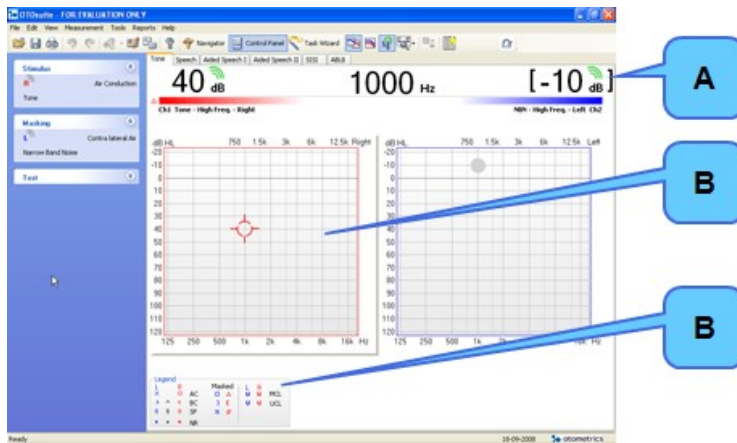 OTOsuite - FOR EVALUATION ONLY
File Edit View Measurement Tools Reports Help
Navigator Control Panel Task Wizard
Stimulus
R Air Conduction
Tone
Masking
L Contra lateral Air
Narrow Band Noise
Test
Tone Speech Aided Speech I Aided Speech II SISI ABLB
40 dB 1000 Hz [-10 dB]
Ch1 Tone - High Freq. - Right NBN - High Freq. - Left Ch2
dB HL 750 1.5k 3k 6k 12.5k Right
-20
-10
0
10
20
30
40
50
60
70
80
90
100
110
120
125 250 500 1k 2k 4k 8k 16k Hz
dB HL 750 1.5k 3k 6k 12.5k Left
-20
-10
0
10
20
30
40
50
60
70
80
90
100
110
120
125 250 500 1k 16k Hz
Legend
L R Masked L R
AC MCL
BC UCL
SF
NR
Ready 18-09-2008 otometrics
A
B
B